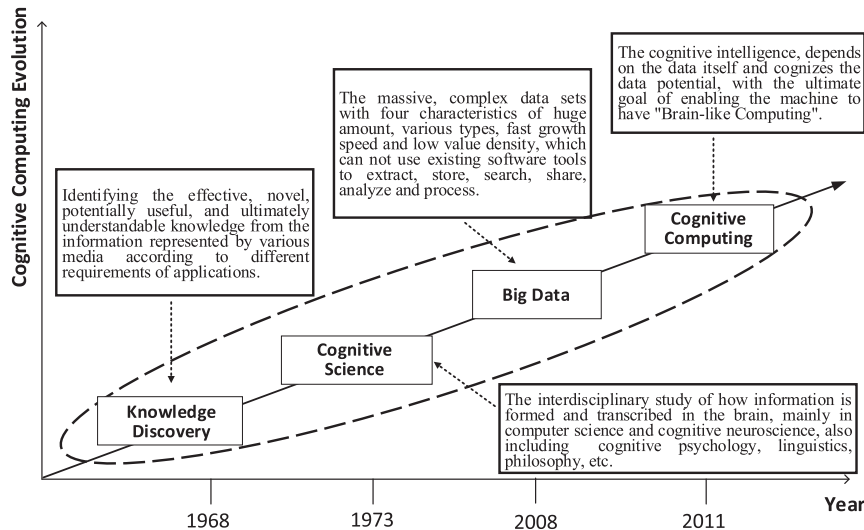 Cognitive Computing Evolution
The cognitive intelligence, depends
on the data itself and cognizes the
data potential, with the ultimate
goal of enabling the machine to
have "Brain-like Computing".
The massive, complex data sets
with four characteristics of huge
amount, various types, fast growth
speed and low value density, which
can not use existing software tools
to extract, store, search, share,
analyze and process.
Identifying the effective, novel,
potentially useful, and ultimately
understandable knowledge from the
information represented by various
media according to different
requirements of applications.
Cognitive
Computing
Big Data
Cognitive
Science
Knowledge
Discovery
The interdisciplinary study of how information is
formed and transcribed in the brain, mainly in
computer science and cognitive neuroscience, also
including cognitive psychology, linguistics,
philosophy, etc.
Year
1968
1973
2008
2011